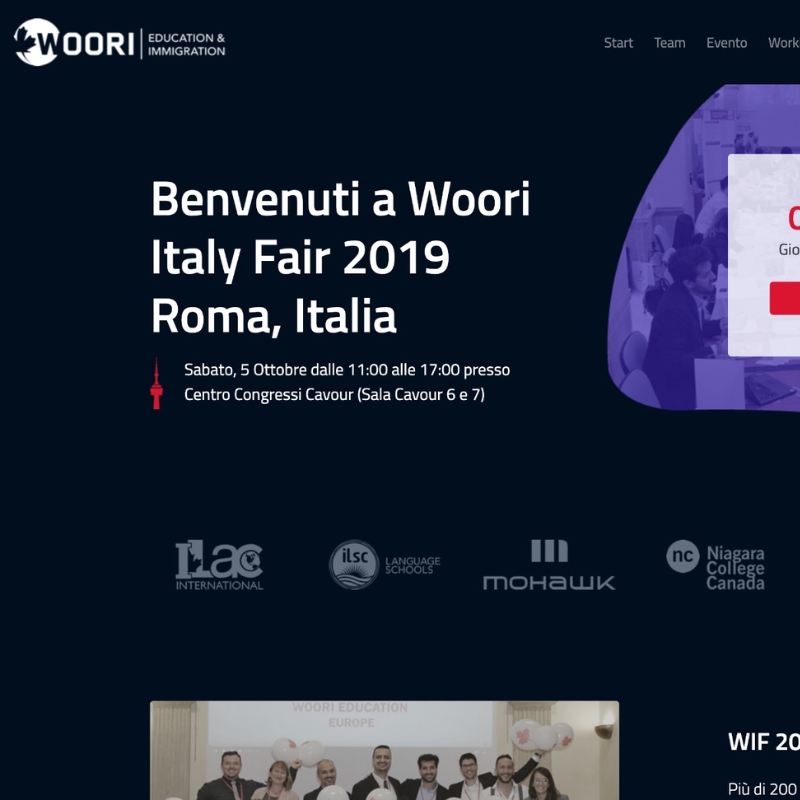 WOORI
EDUCATION &
IMMIGRATION
Start
Team
Evento
Benvenuti a Woori
Italy Fair 2019
Roma, Italia
Sabato, 5 Ottobre dalle 11:00 alle 17:00 presso
Centro Congressi Cavour (Sala Cavour 6 e 7)
ILAC
INTERNATIONAL
ilsc
LANGUAGE
SCHOOLS
mohawk
nc
Niagara
College
Canada
WOORI EDUCATION
EUROPE
WIF 20
Più di 200